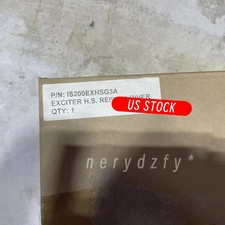 P/N: IS200EXHSG3A
EXCITER H.S.
QTY: 1
US STOCK
nerydzfy*